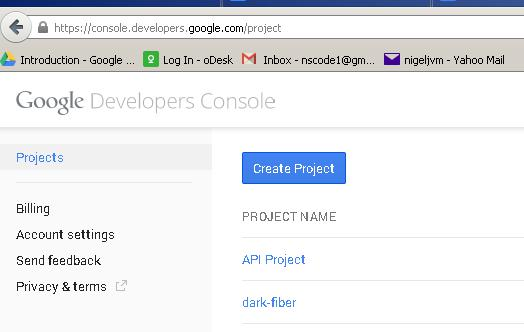 https://console.developers.google.com/project
Introduction - Google ... Log In - oDesk Inbox - nscode1@gm... nigeljvm - Yahoo Mail
Google Developers Console
Projects
Billing
Account settings
Send feedback
Privacy & terms
Create Project
PROJECT NAME
API Project
dark-fiber